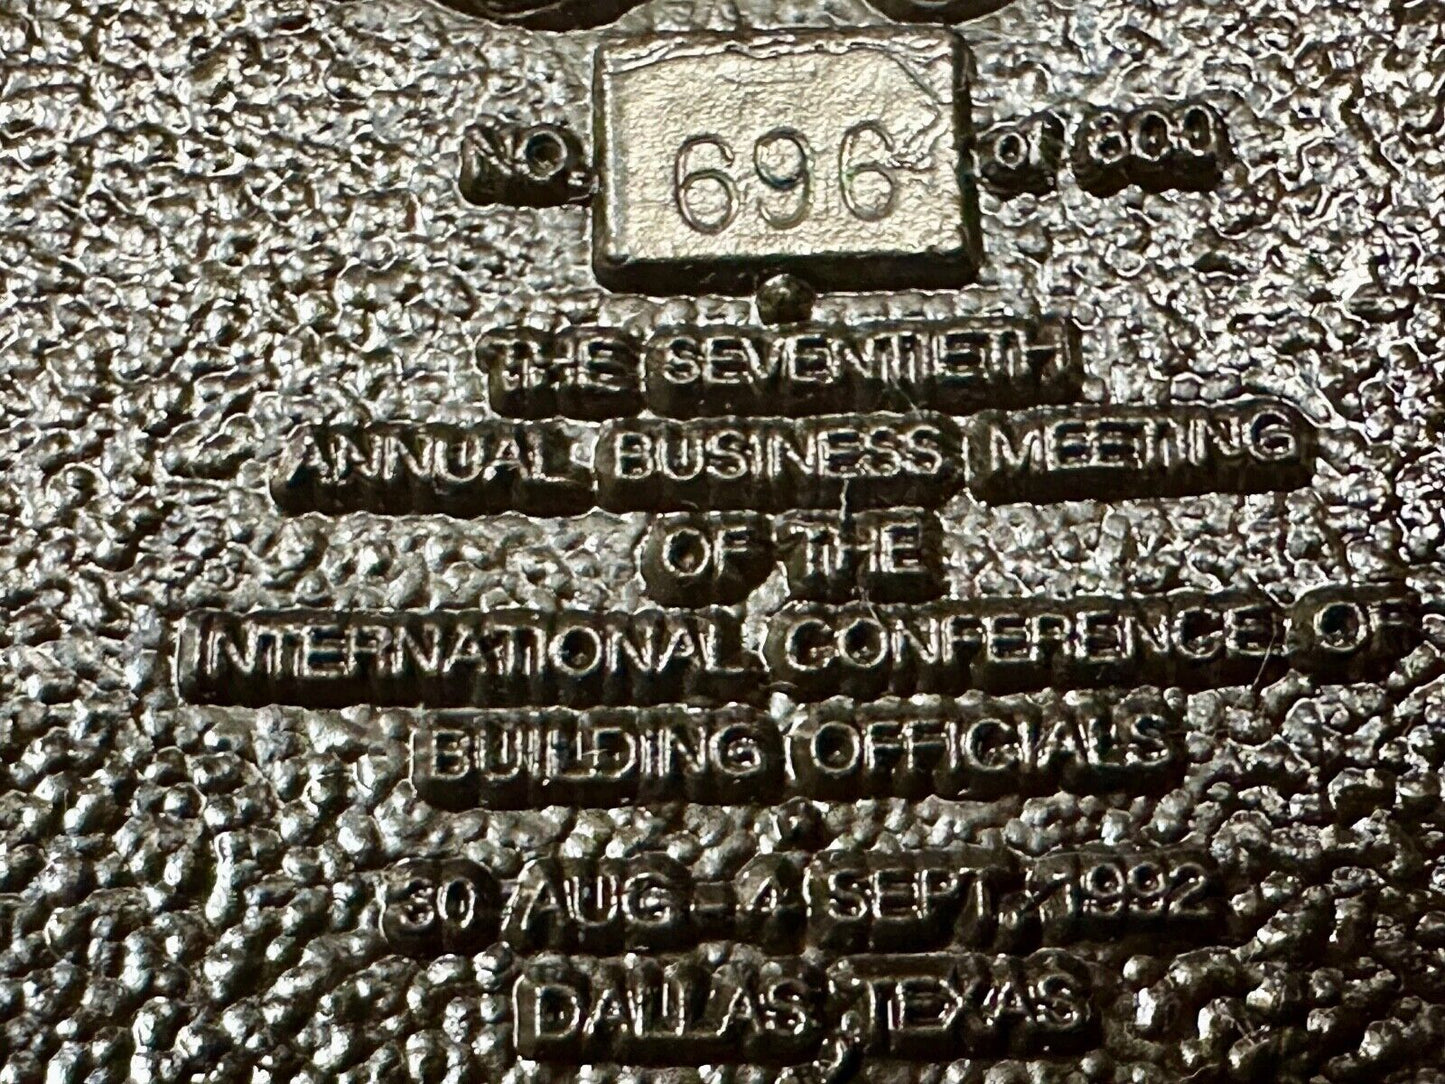 NO. 696 of 600
THE SEVENTIETH
ANNUAL BUSINESS MEETING
OF THE
INTERNATIONAL CONFERENCE OF
BUILDING OFFICIALS
30 AUG - 4 SEPT, 1992
DALLAS, TEXAS